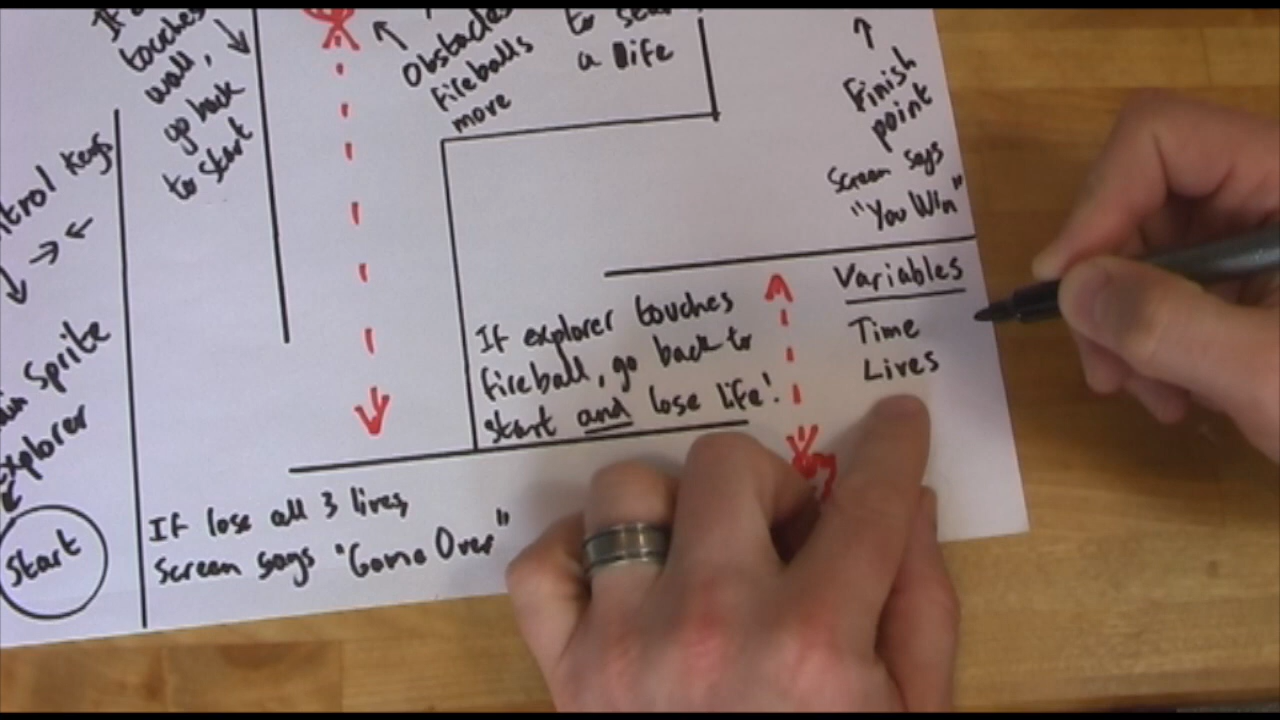 touches
wall,
go back
to start
Obstacles
Fireballs
more
a life
Finish
point
Screen says
"You Win"
keys
Sprite
Start
If explorer touches
fireball, go back to
start and lose life!
Variables
Time
Lives
If lose all 3 lives,
Screen says "Game Over"